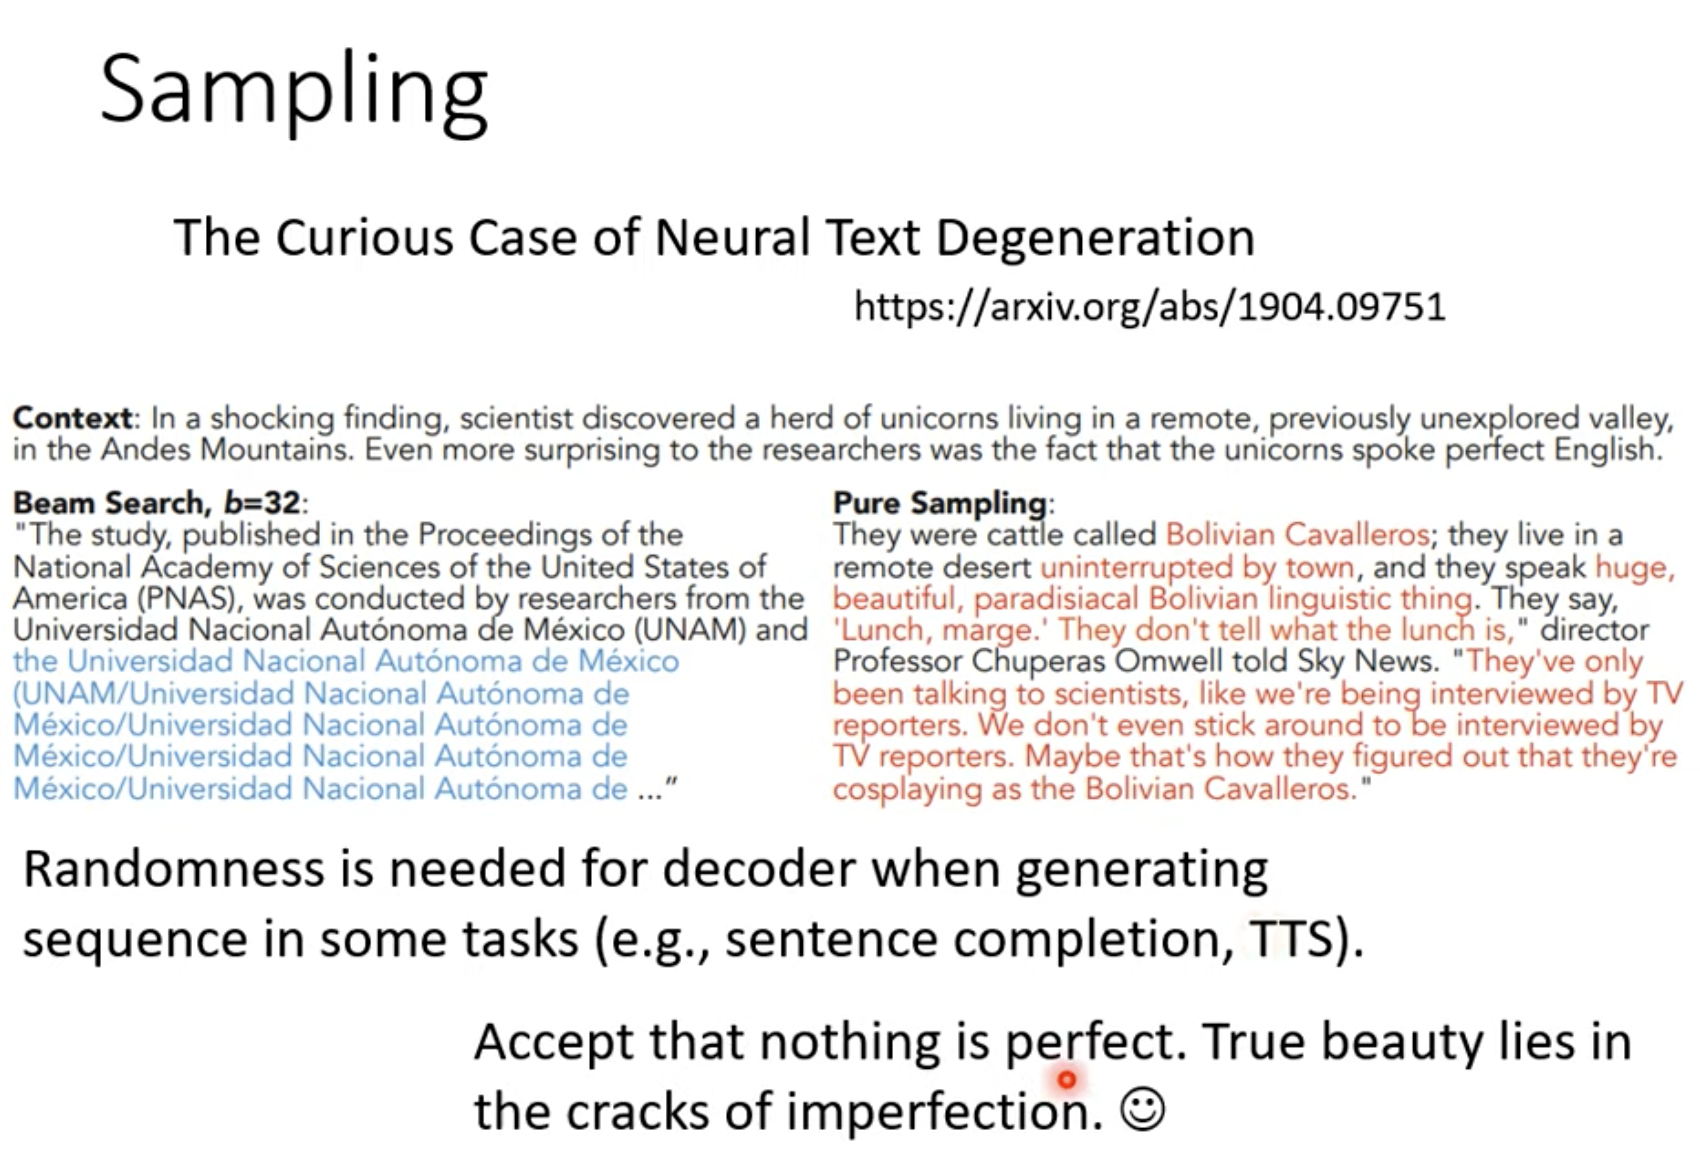 Sampling
The Curious Case of Neural Text Degeneration
https://arxiv.org/abs/1904.09751
Context: In a shocking finding, scientist discovered a herd of unicorns living in a remote, previously unexplored valley,
in the Andes Mountains. Even more surprising to the researchers was the fact that the unicorns spoke perfect English.
Beam Search, b=32:
"The study, published in the Proceedings of the
National Academy of Sciences of the United States of
America (PNAS), was conducted by researchers from the
Universidad Nacional Autónoma de México (UNAM) and
the Universidad Nacional Autónoma de México
(UNAM/Universidad Nacional Autónoma de
México/Universidad Nacional Autónoma de
México/Universidad Nacional Autónoma de
México/Universidad Nacional Autónoma de ...”
Pure Sampling:
They were cattle called Bolivian Cavalleros; they live in a
remote desert uninterrupted by town, and they speak huge,
beautiful, paradisiacal Bolivian linguistic thing. They say,
'Lunch, marge.' They don't tell what the lunch is," director
Professor Chuperas Omwell told Sky News. "They've only
been talking to scientists, like we're being interviewed by TV
reporters. We don't even stick around to be interviewed by
TV reporters. Maybe that's how they figured out that they're
cosplaying as the Bolivian Cavalleros."
Randomness is needed for decoder when generating
sequence in some tasks (e.g., sentence completion, TTS).
Accept that nothing is perfect. True beauty lies in
the cracks of imperfection. ☺